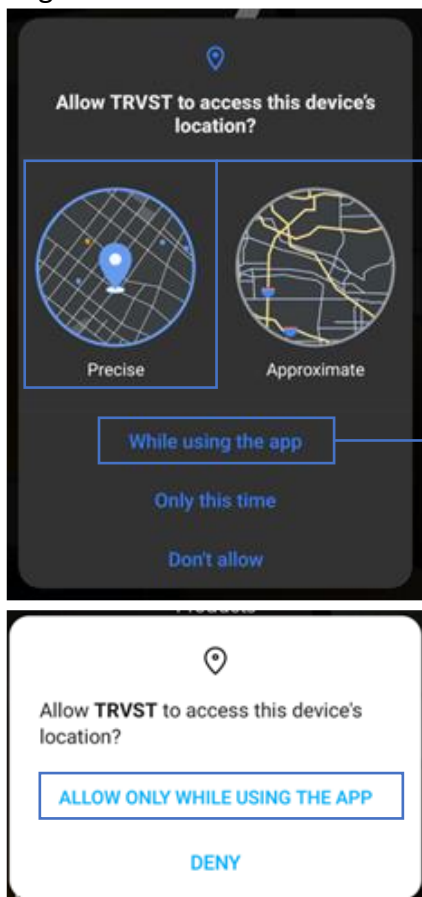 Allow TRVST to access this device's
location?
Precise
Approximate
While using the app
Only this time
Don't allow
Allow TRVST to access this device's
location?
ALLOW ONLY WHILE USING THE APP
DENY